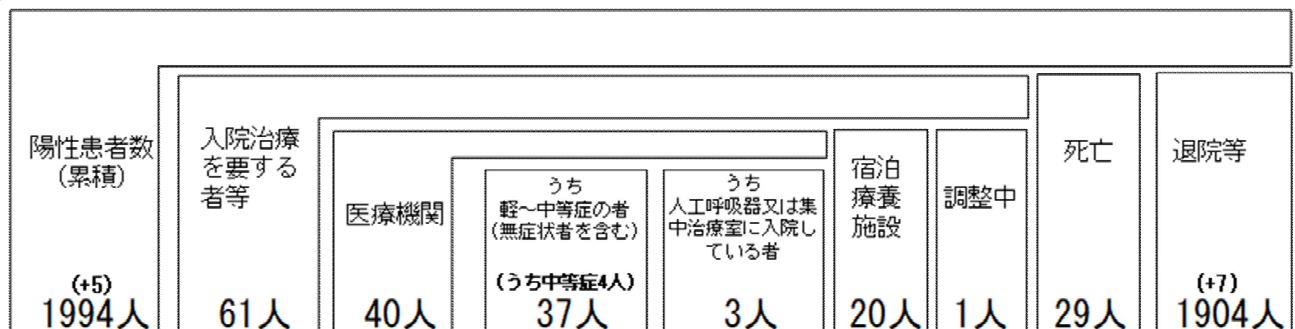 陽性患者数
(累積)
(+5)
1994人
入院治療
を要する
者等
61人
医療機関
40人
うち
軽～中等症の者
(無症状者を含む)
(うち中等症4人)
37人
うち
人工呼吸器又は集
中治療室に入院し
ている者
3人
宿泊
療養
施設
20人
調整中
1人
死亡
29人
退院等
(+7)
1904人